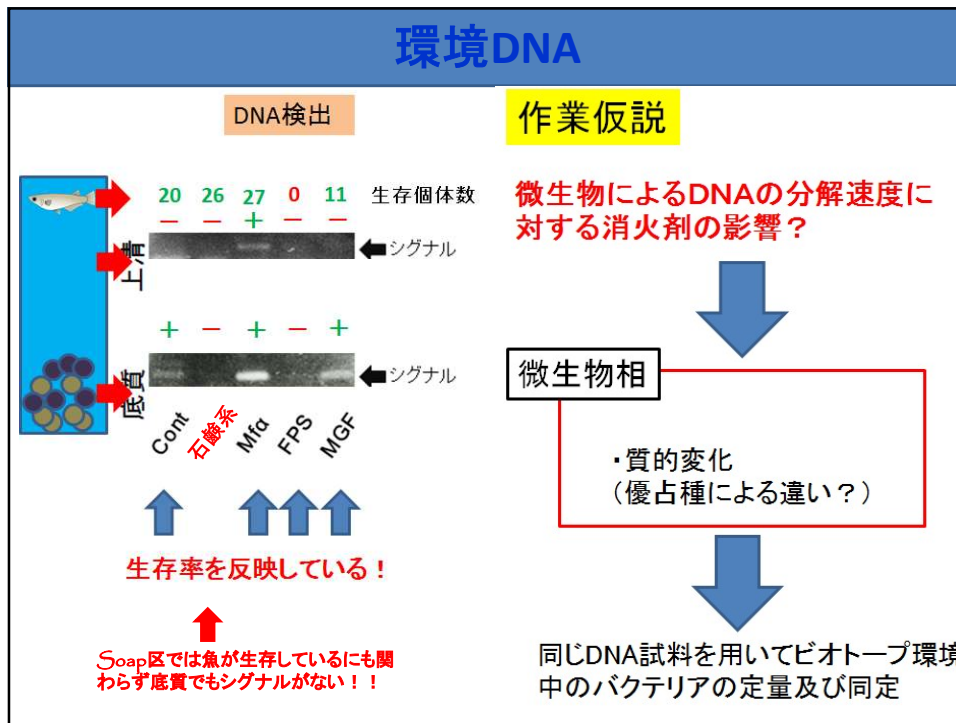 環境DNA
DNA検出
20 26 27 0 11 生存個体数
－ － ＋ － －
上清
シグナル
＋ － ＋ － ＋
底質
シグナル
Cont 石鹸系 Mfα FPS MGF
生存率を反映している！
Soap区では魚が生存しているにも関
わらず底質でもシグナルがない！！
作業仮説
微生物によるDNAの分解速度に
対する消火剤の影響？
微生物相
・質的変化
（優占種による違い？）
同じDNA試料を用いてビオトープ環境
中のバクテリアの定量及び同定